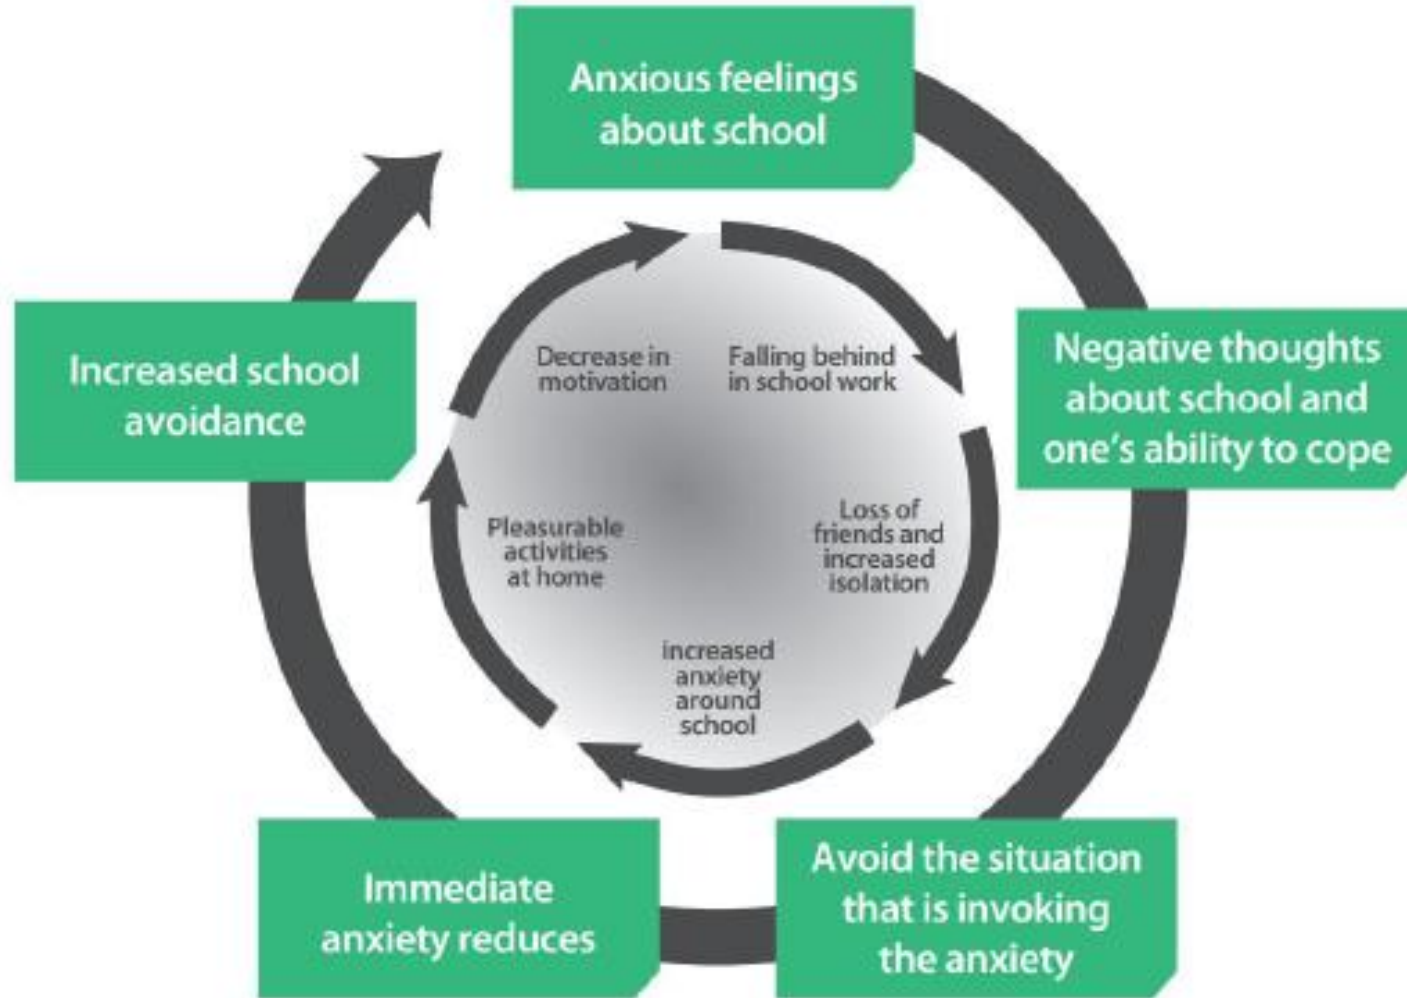 Anxious feelings
about school
Negative thoughts
about school and
one's ability to cope
Avoid the situation
that is invoking
the anxiety
Immediate
anxiety reduces
Increased school
avoidance
Falling behind
in school work
Loss of
friends and
increased
isolation
increased
anxiety
around
school
Pleasurable
activities
at home
Decrease in
motivation